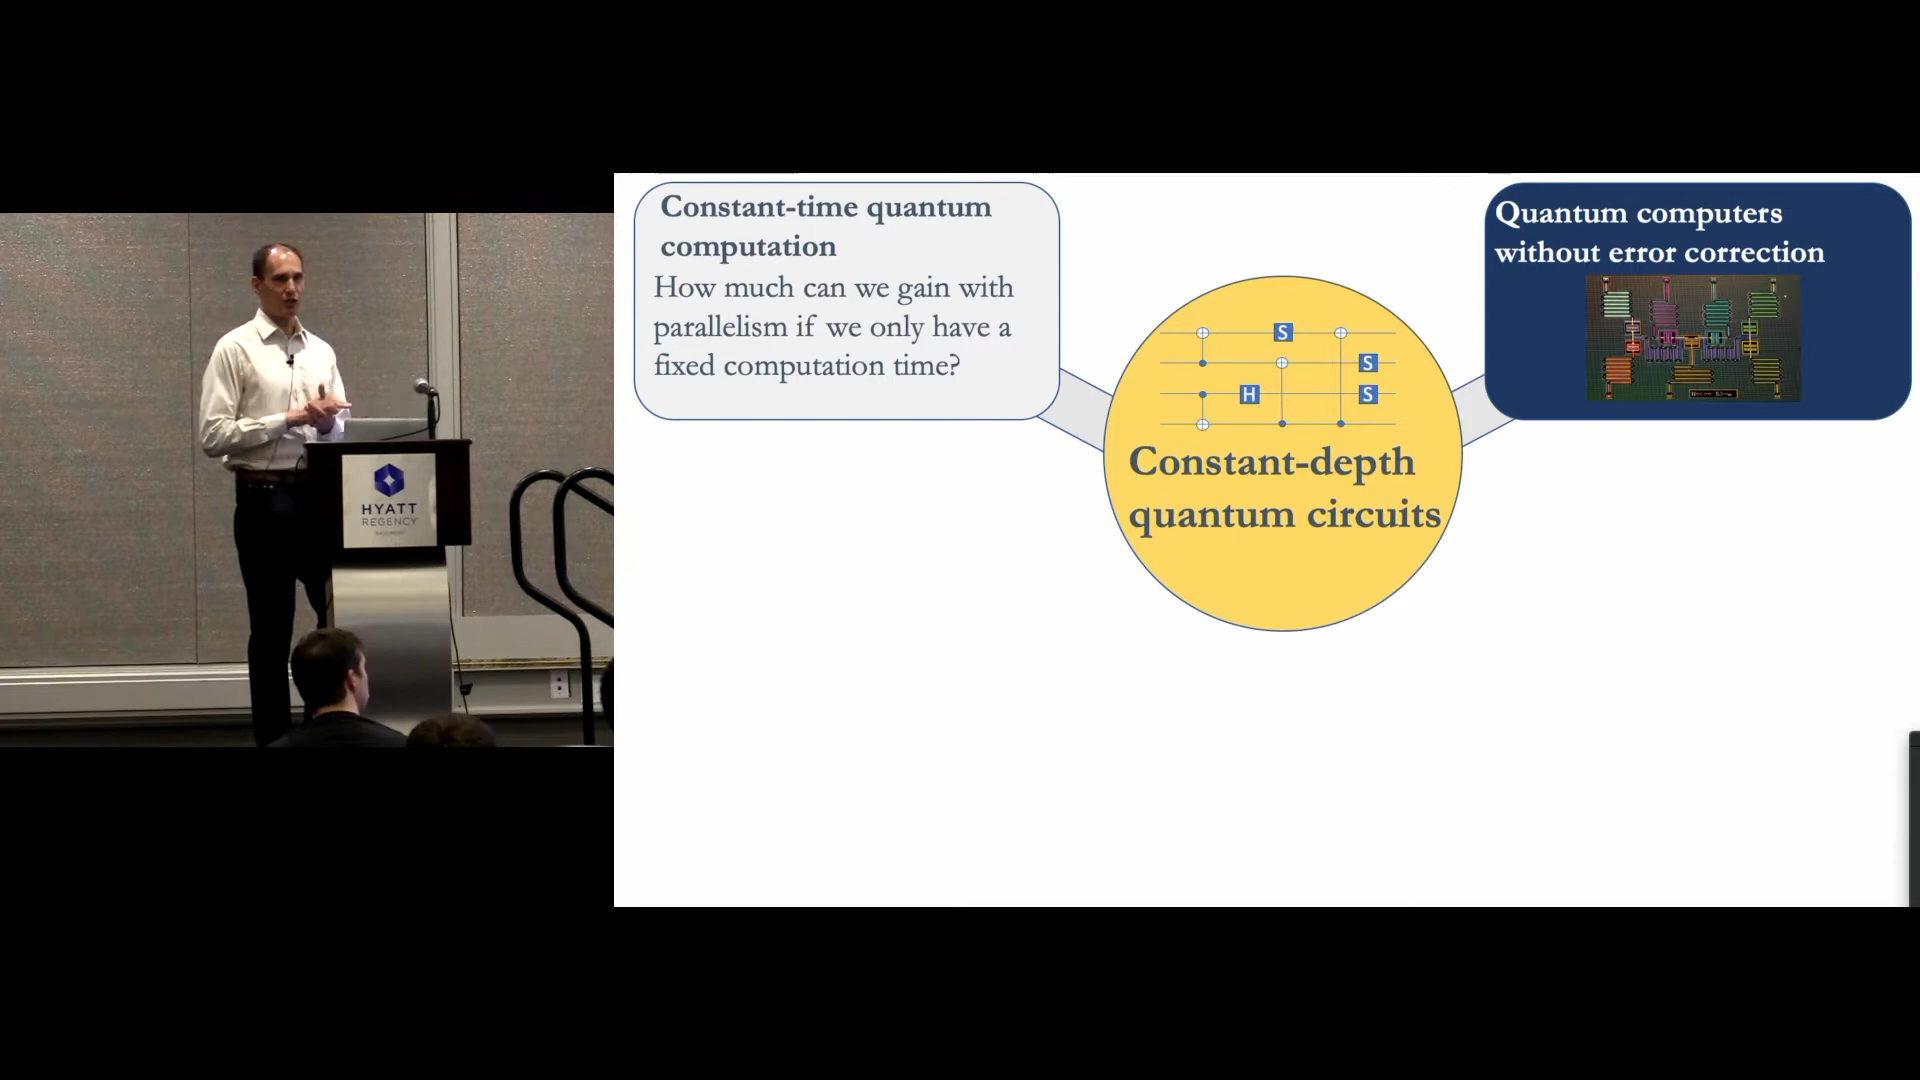 Constant-time quantum
computation
How much can we gain with
parallelism if we only have a
fixed computation time?
Quantum computers
without error correction
S
S
H
S
Constant-depth
quantum circuits
HYATT
REGENCY